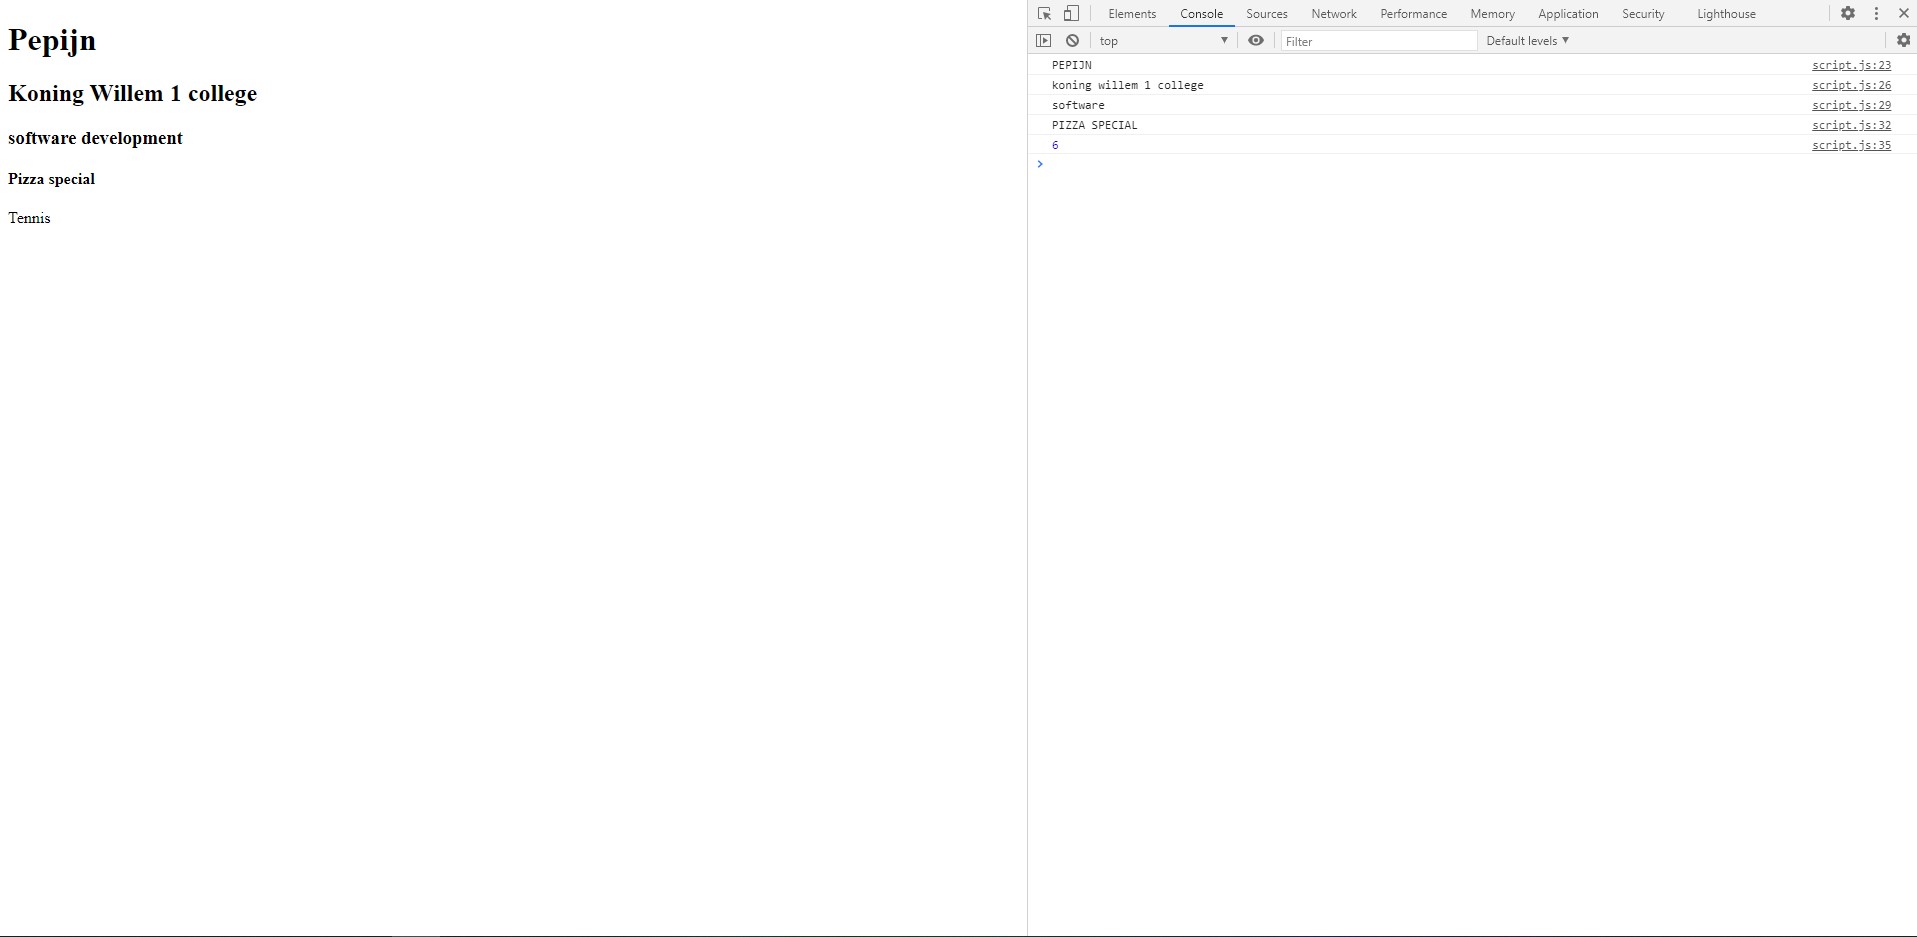 Pepijn
Koning Willem 1 college
software development
Pizza special
Tennis
Elements Console Sources Network Performance Memory Application Security Lighthouse
top Filter Default levels
PEPIJN script.js:23
koning willem 1 college script.js:26
software script.js:29
PIZZA SPECIAL script.js:32
6 script.js:35